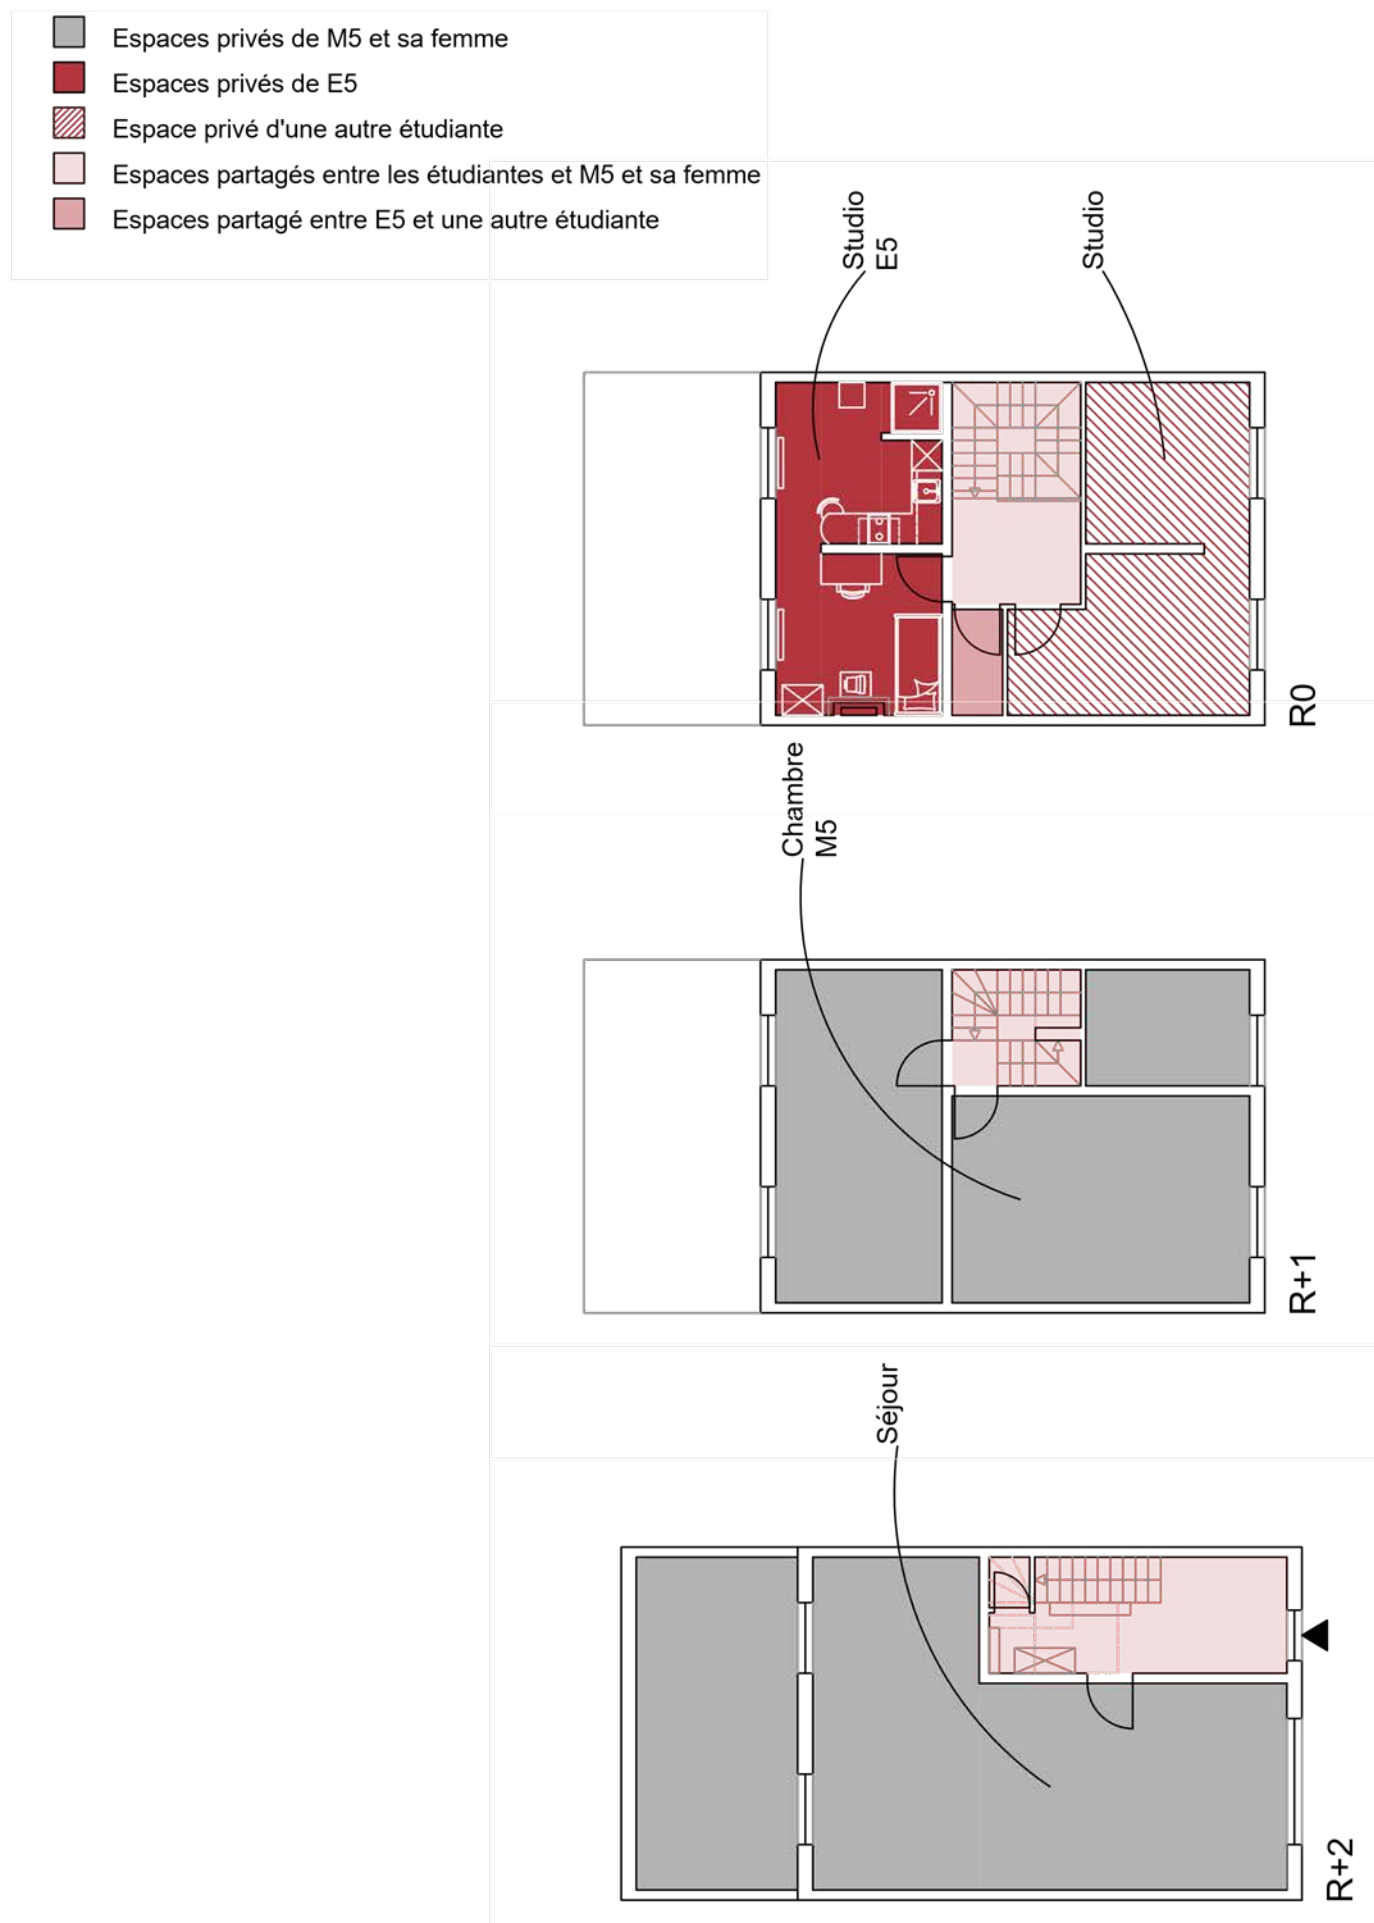 Espaces privés de M5 et sa femme
Espaces privés de E5
Espace privé d'une autre étudiante
Espaces partagés entre les étudiantes et M5 et sa femme
Espaces partagé entre E5 et une autre étudiante
Studio
E5
Studio
R0
Chambre
M5
R+1
Séjour
R+2